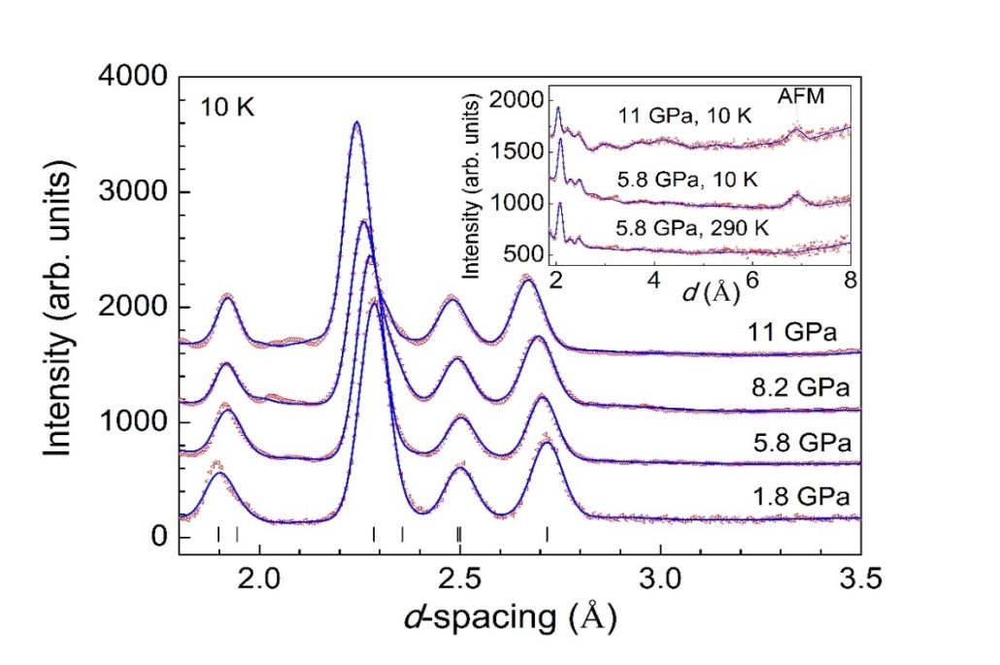 4000
3000
2000
1000
0
Intensity (arb. units)
10 K
2000
1500
1000
500
Intensity (arb. units)
AFM
11 GPa, 10 K
5.8 GPa, 10 K
5.8 GPa, 290 K
2 4 6 8
d (Å)
11 GPa
8.2 GPa
5.8 GPa
1.8 GPa
2.0 2.5 3.0 3.5
d-spacing (Å)